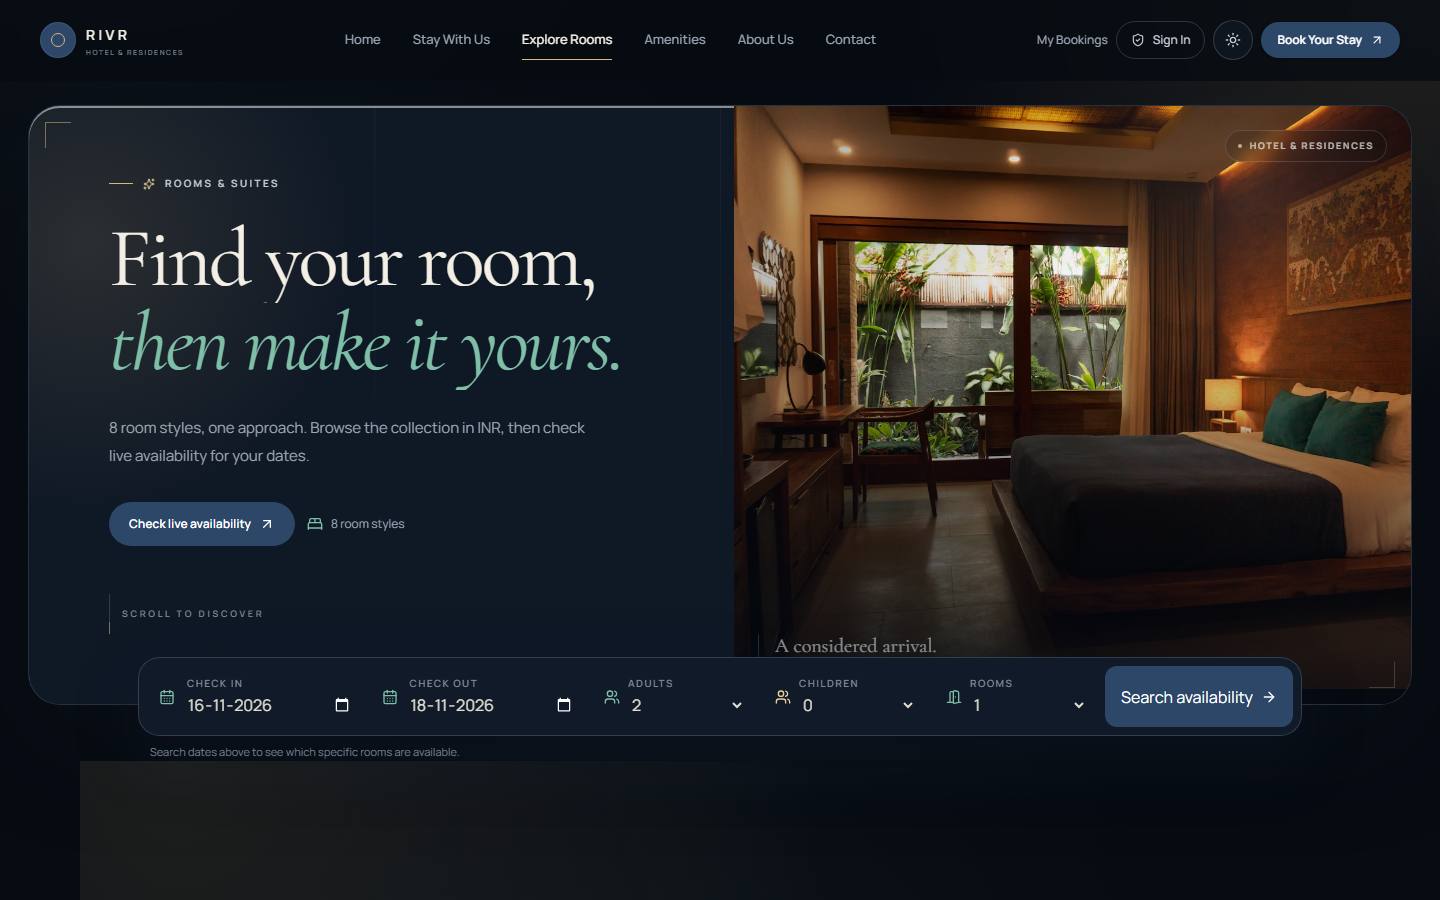 RIVR
HOTEL & RESIDENCES
Home
Stay With Us
Explore Rooms
Amenities
About Us
Contact
My Bookings
Sign In
Book Your Stay
HOTEL & RESIDENCES
ROOMS & SUITES
Find your room,
then make it yours.
8 room styles, one approach. Browse the collection in INR, then check
live availability for your dates.
Check live availability
8 room styles
SCROLL TO DISCOVER
A considered arrival.
CHECK IN
16-11-2026
CHECK OUT
18-11-2026
ADULTS
2
CHILDREN
0
ROOMS
1
Search availability
Search dates above to see which specific rooms are available.